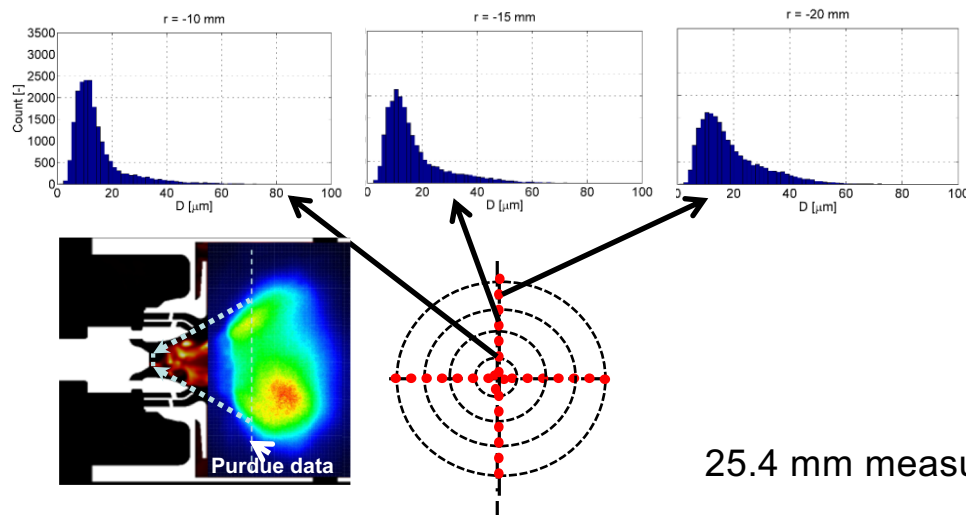 r = -10 mm
r = -15 mm
r = -20 mm
3500
3000
2500
2000
1500
1000
500
0
Count [-]
0 20 40 60 80 100
D [µm]
0 20 40 60 80 100
D [µm]
0 20 40 60 80 100
D [µm]
Purdue data
25.4 mm measu